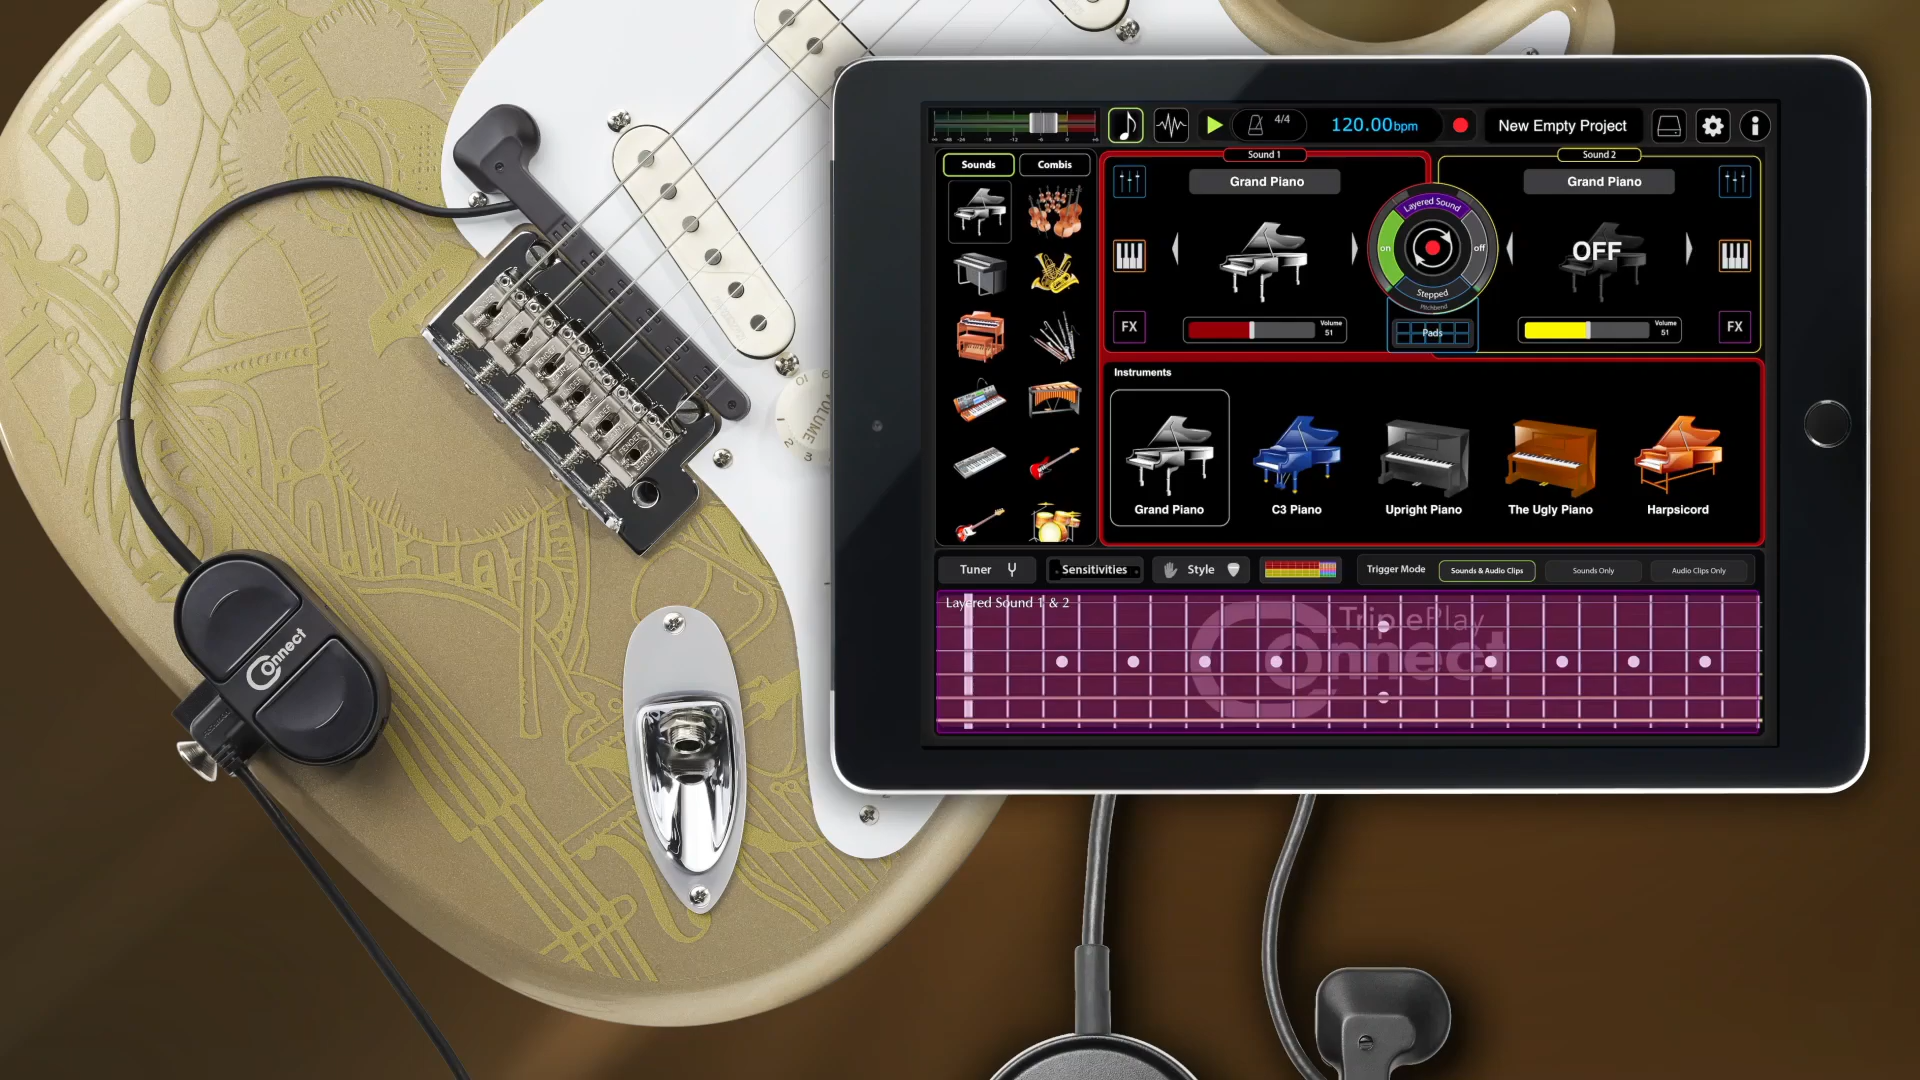 4/4
120.00bpm
New Empty Project
Sounds
Combis
Sound 1
Sound 2
Grand Piano
Grand Piano
Layered Sound
on
off
Stepped
Pitchbend
Pads
OFF
FX
Volume
51
Volume
51
FX
Instruments
Grand Piano
C3 Piano
Upright Piano
The Ugly Piano
Harpsicord
Tuner
Sensitivities
Style
Trigger Mode
Sounds & Audio Clips
Sounds Only
Audio Clips Only
Layered Sound 1 & 2
TriplePlay
Connect
Connect
VOLUME
FENDER
FENDER